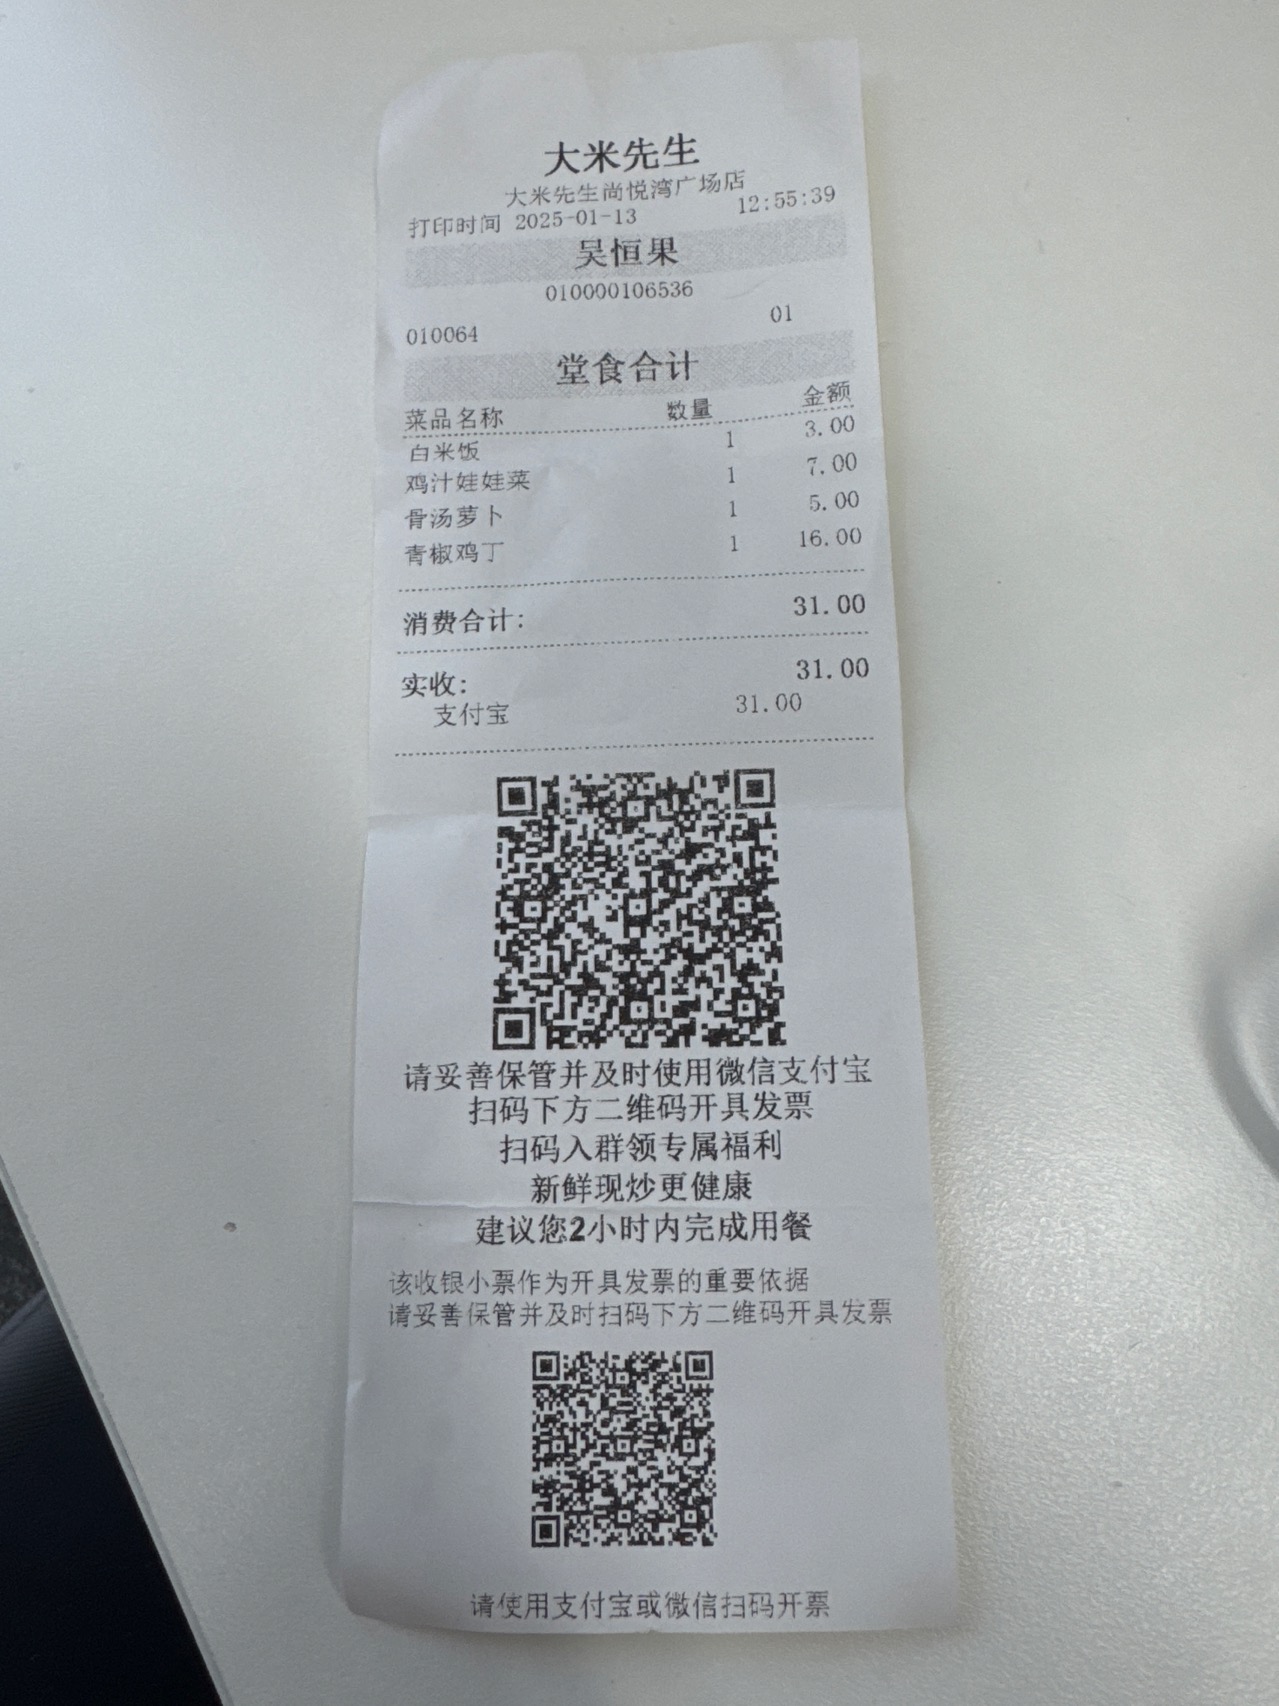 大米先生
大米先生尚悦湾广场店
打印时间 2025-01-13 12:55:39
吴恒果
010000106536
010064 01
堂食合计
菜品名称 数量 金额
白米饭 1 3.00
鸡汁娃娃菜 1 7.00
骨汤萝卜 1 5.00
青椒鸡丁 1 16.00
消费合计: 31.00
实收: 31.00
支付宝 31.00
请妥善保管并及时使用微信支付宝
扫码下方二维码开具发票
扫码入群领专属福利
新鲜现炒更健康
建议您2小时内完成用餐
该收银小票作为开具发票的重要依据
请妥善保管并及时扫码下方二维码开具发票
请使用支付宝或微信扫码开票